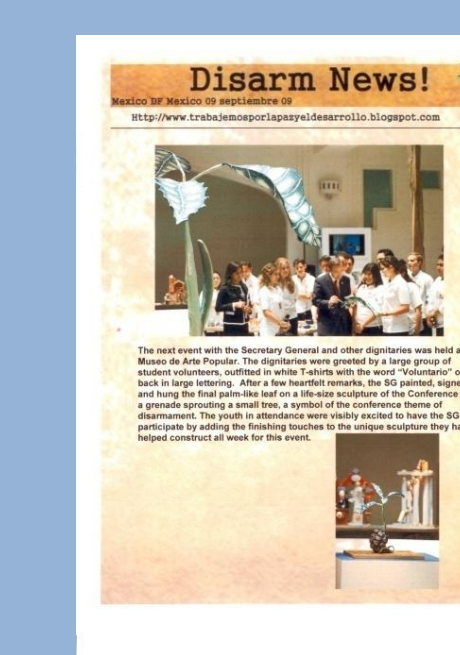 Disarm News!
Mexico DF Mexico 09 septiembre 09
Http://www.trabajemosporlapazyeldesarrollo.blogspot.com
The next event with the Secretary General and other dignitaries was held a
Museo de Arte Popular. The dignitaries were greeted by a large group of
student volunteers, outfitted in white T-shirts with the word "Voluntario" o
back in large lettering. After a few heartfelt remarks, the SG painted, signe
and hung the final palm-like leaf on a life-size sculpture of the Conference
a grenade sprouting a small tree, a symbol of the conference theme of
disarmament. The youth in attendance were visibly excited to have the SG
participate by adding the finishing touches to the unique sculpture they ha
helped construct all week for this event.